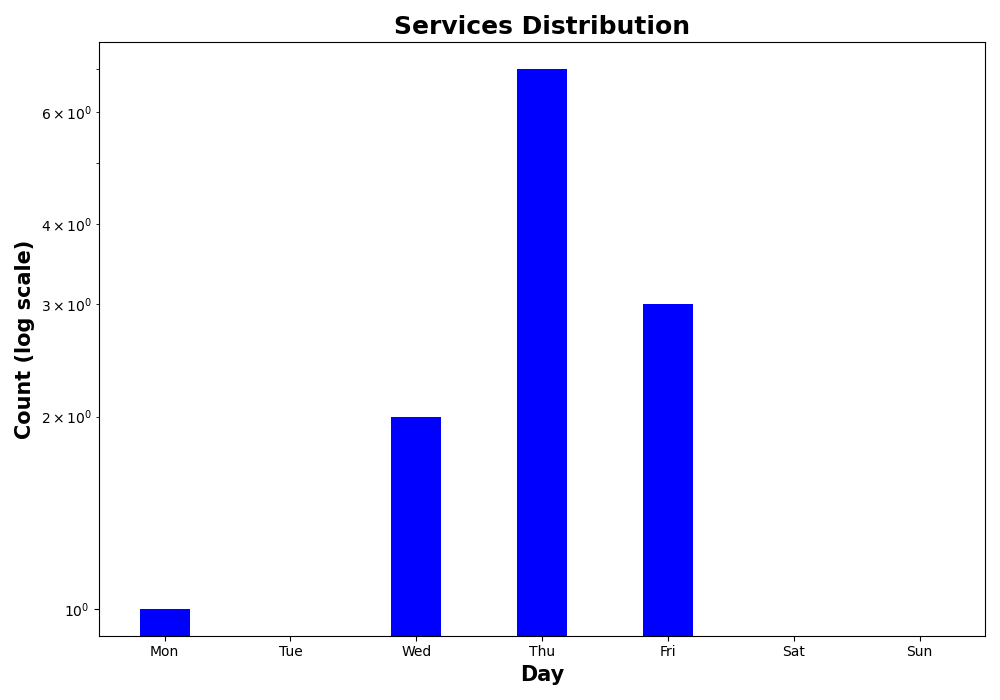 Services Distribution
6 × 10⁰
4 × 10⁰
3 × 10⁰
2 × 10⁰
10⁰
Count (log scale)
Mon Tue Wed Thu Fri Sat Sun
Day